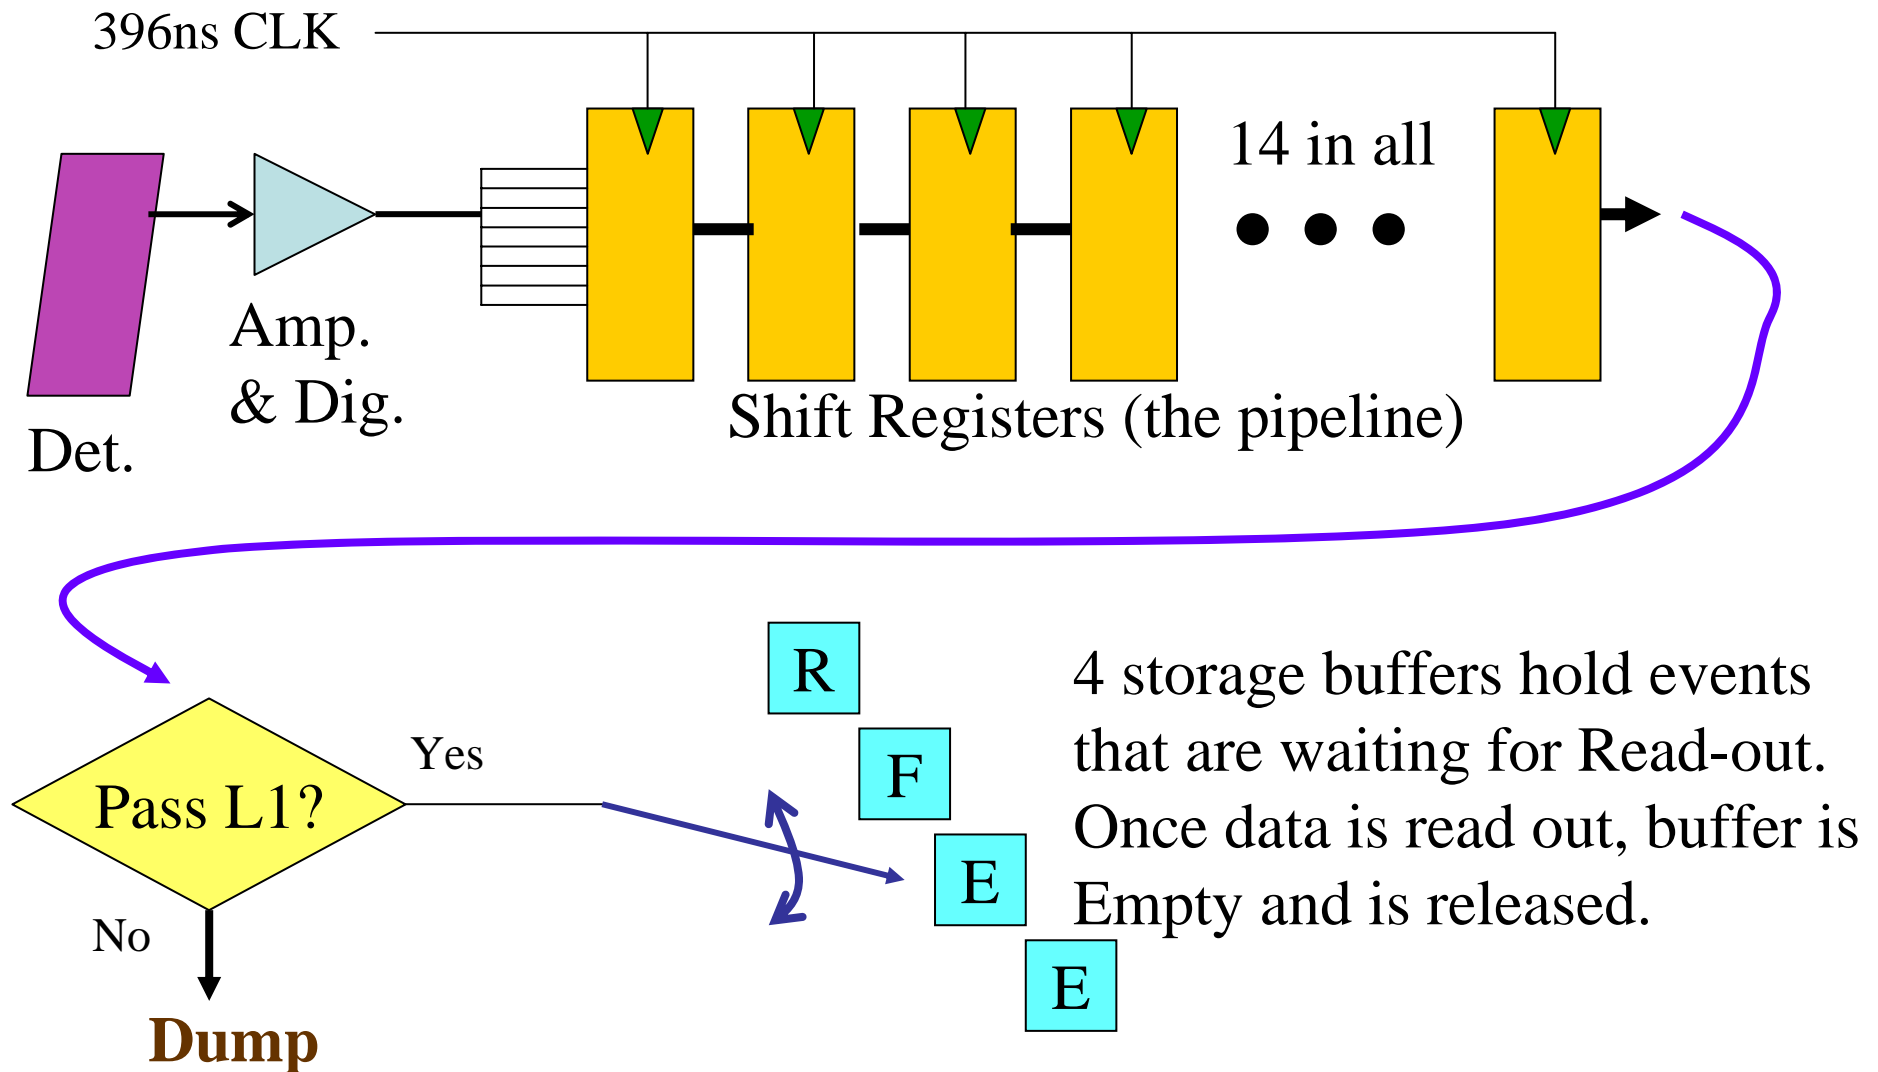 396ns CLK
14 in all
Amp.
& Dig.
Det.
Shift Registers (the pipeline)
Pass L1?
Yes
No
Dump
R
F
E
E
4 storage buffers hold events
that are waiting for Read-out.
Once data is read out, buffer is
Empty and is released.